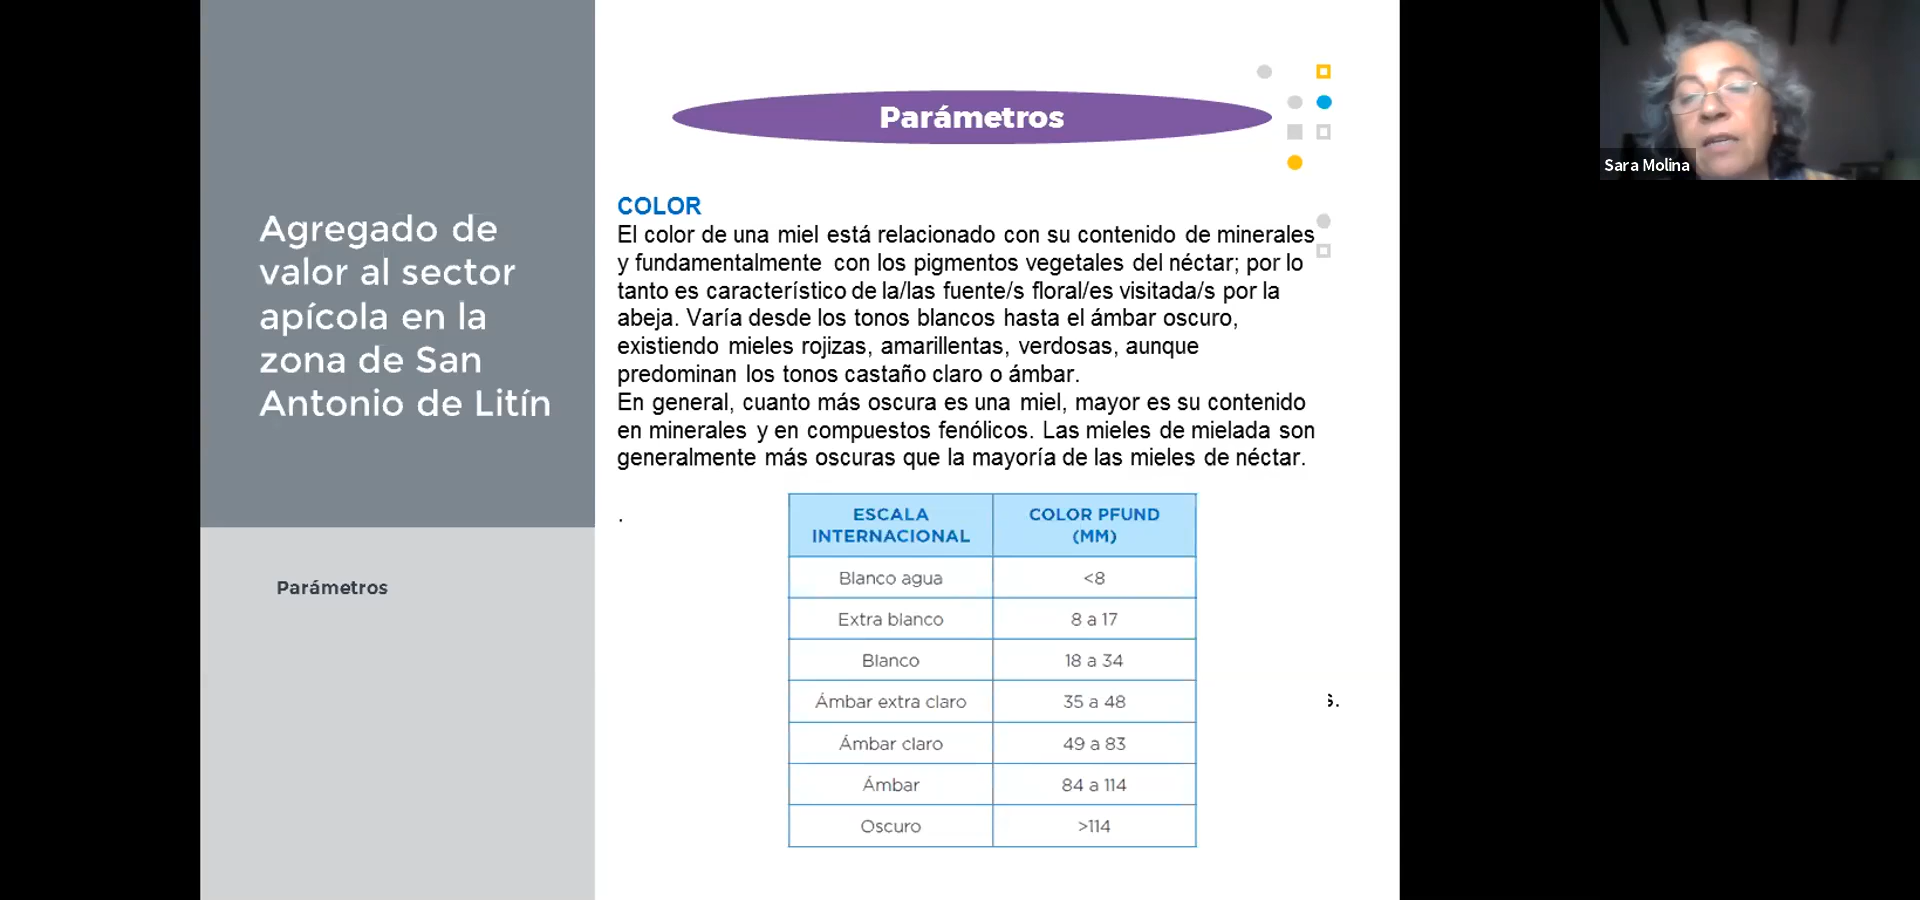 Agregado de
valor al sector
apícola en la
zona de San
Antonio de Litín
Parámetros
Parámetros
COLOR
El color de una miel está relacionado con su contenido de minerales
y fundamentalmente con los pigmentos vegetales del néctar; por lo
tanto es característico de la/las fuente/s floral/es visitada/s por la
abeja. Varía desde los tonos blancos hasta el ámbar oscuro,
existiendo mieles rojizas, amarillentas, verdosas, aunque
predominan los tonos castaño claro o ámbar.
En general, cuanto más oscura es una miel, mayor es su contenido
en minerales y en compuestos fenólicos. Las mieles de mielada son
generalmente más oscuras que la mayoría de las mieles de néctar.
.
ESCALA INTERNACIONAL COLOR PFUND (MM)
Blanco agua <8
Extra blanco 8 a 17
Blanco 18 a 34
Ámbar extra claro 35 a 48
Ámbar claro 49 a 83
Ámbar 84 a 114
Oscuro >114
s.
Sara Molina